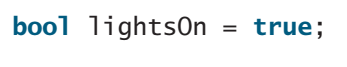 bool lightsOn = true;